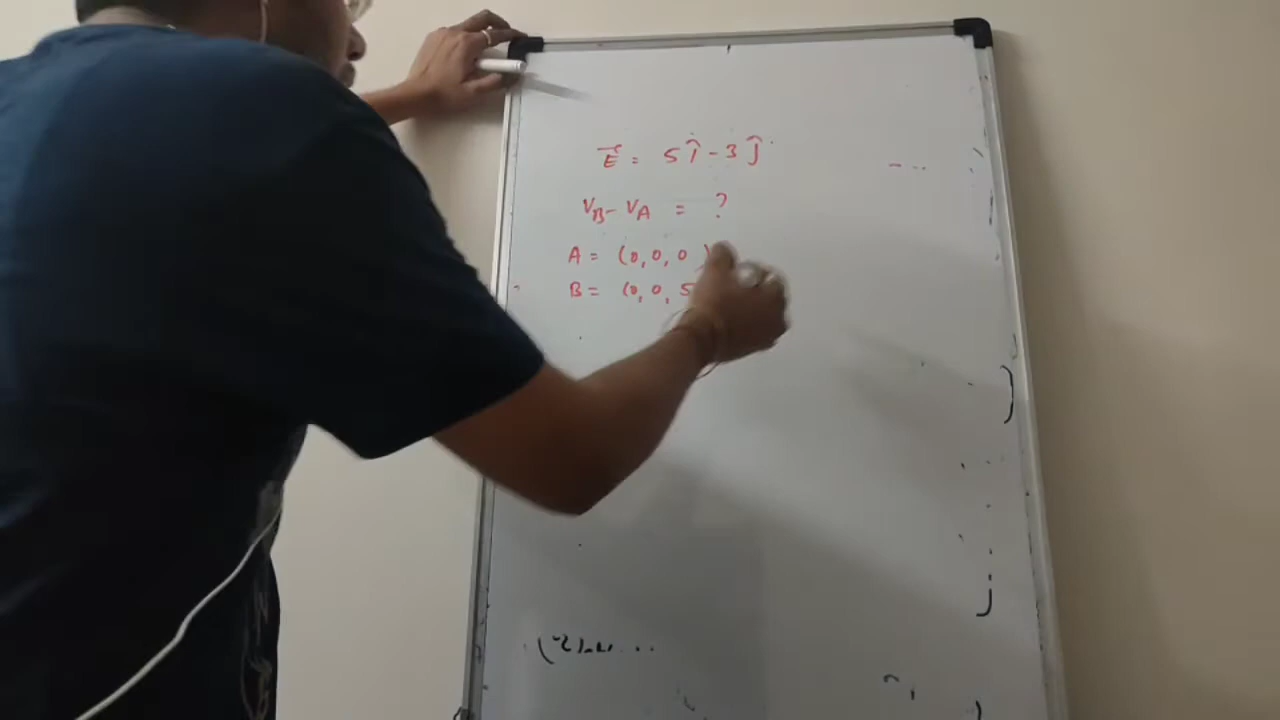 E⃗ = 5î - 3ĵ
V_B - V_A = ?
A = (0, 0, 0)
B = (0, 0, 5